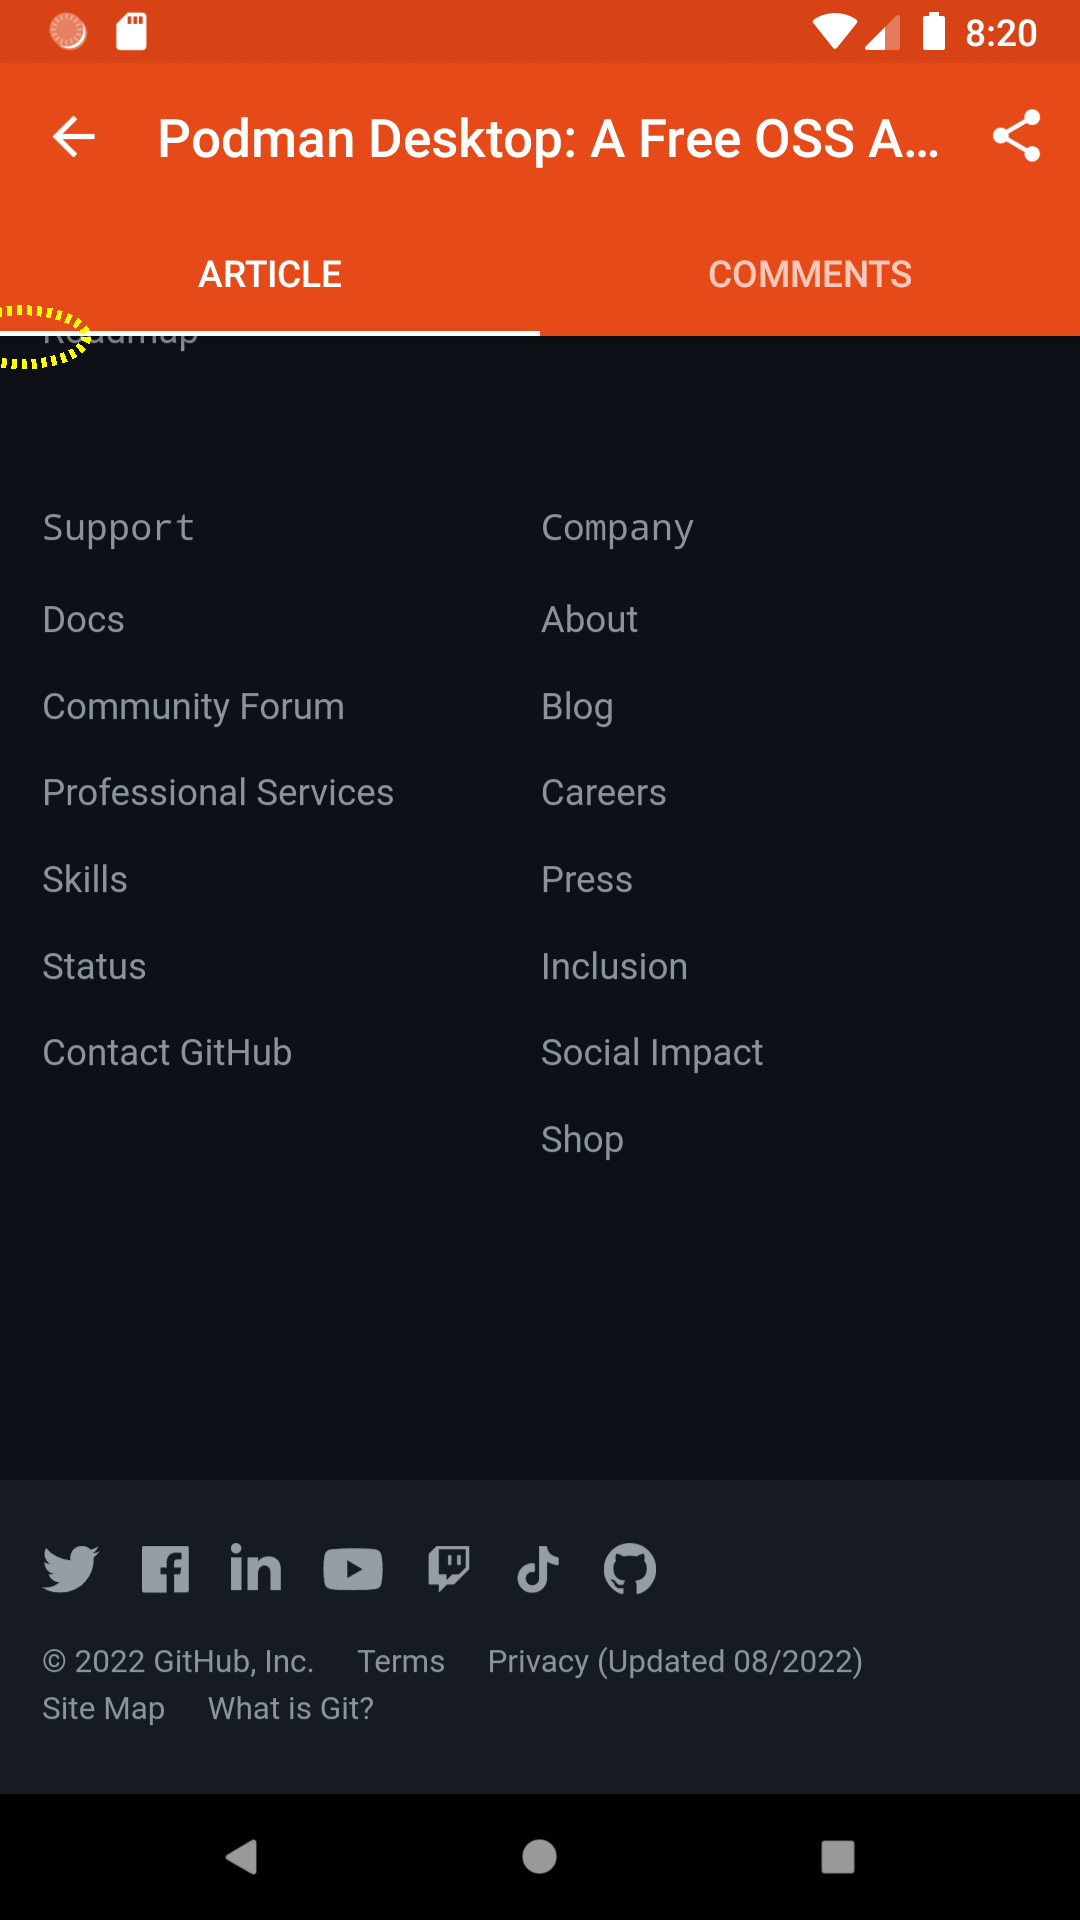 8:20
Podman Desktop: A Free OSS A...
ARTICLE
COMMENTS
Roadmap
Support
Company
Docs
About
Community Forum
Blog
Professional Services
Careers
Skills
Press
Status
Inclusion
Contact GitHub
Social Impact
Shop
© 2022 GitHub, Inc.
Terms
Privacy (Updated 08/2022)
Site Map
What is Git?